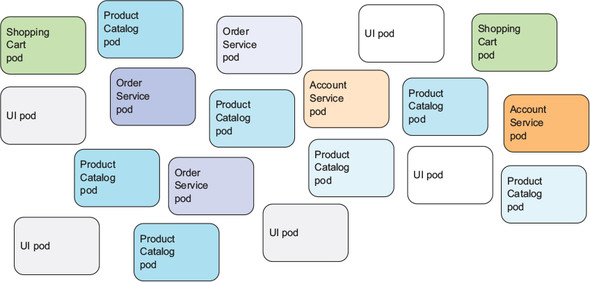 Shopping
Cart
pod
Product
Catalog
pod
Order
Service
pod
UI pod
Shopping
Cart
pod
UI pod
Order
Service
pod
Product
Catalog
pod
Account
Service
pod
Product
Catalog
pod
Account
Service
pod
Product
Catalog
pod
Order
Service
pod
Product
Catalog
pod
UI pod
Product
Catalog
pod
UI pod
Product
Catalog
pod
UI pod